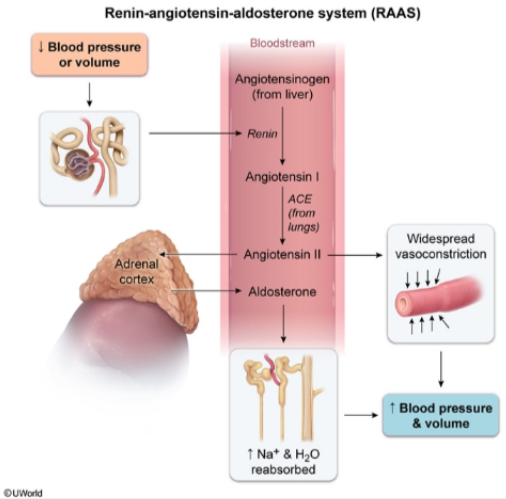 Renin-angiotensin-aldosterone system (RAAS)
↓ Blood pressure
or volume
Bloodstream
Angiotensinogen
(from liver)
Renin
Angiotensin I
ACE
(from
lungs)
Angiotensin II
Adrenal
cortex
Aldosterone
Widespread
vasoconstriction
↑ Na⁺ & H₂O
reabsorbed
↑ Blood pressure
& volume
©UWorld